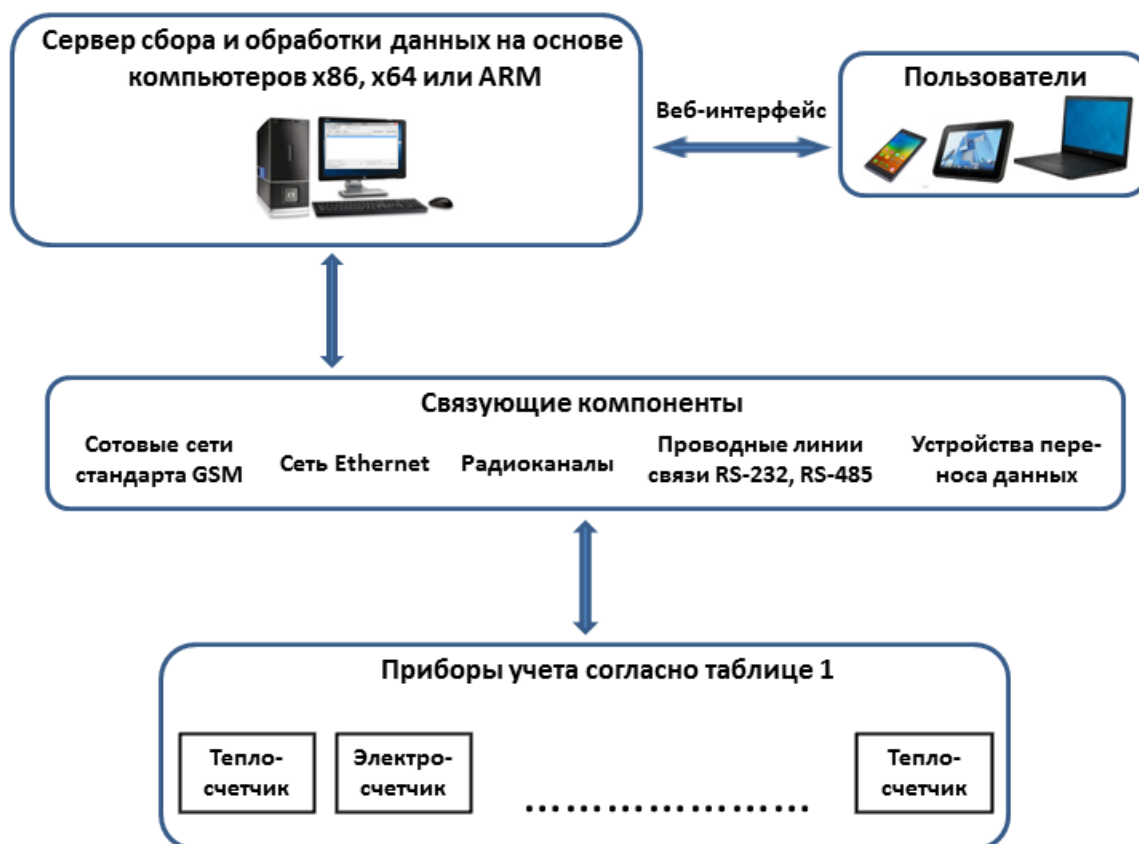 Сервер сбора и обработки данных на основе
компьютеров x86, x64 или ARM
Веб-интерфейс
Пользователи
Связующие компоненты
Сотовые сети
стандарта GSM
Сеть Ethernet
Радиоканалы
Проводные линии
связи RS-232, RS-485
Устройства пере-
носа данных
Приборы учета согласно таблице 1
Тепло-
счетчик
Электро-
счетчик
....................
Тепло-
счетчик